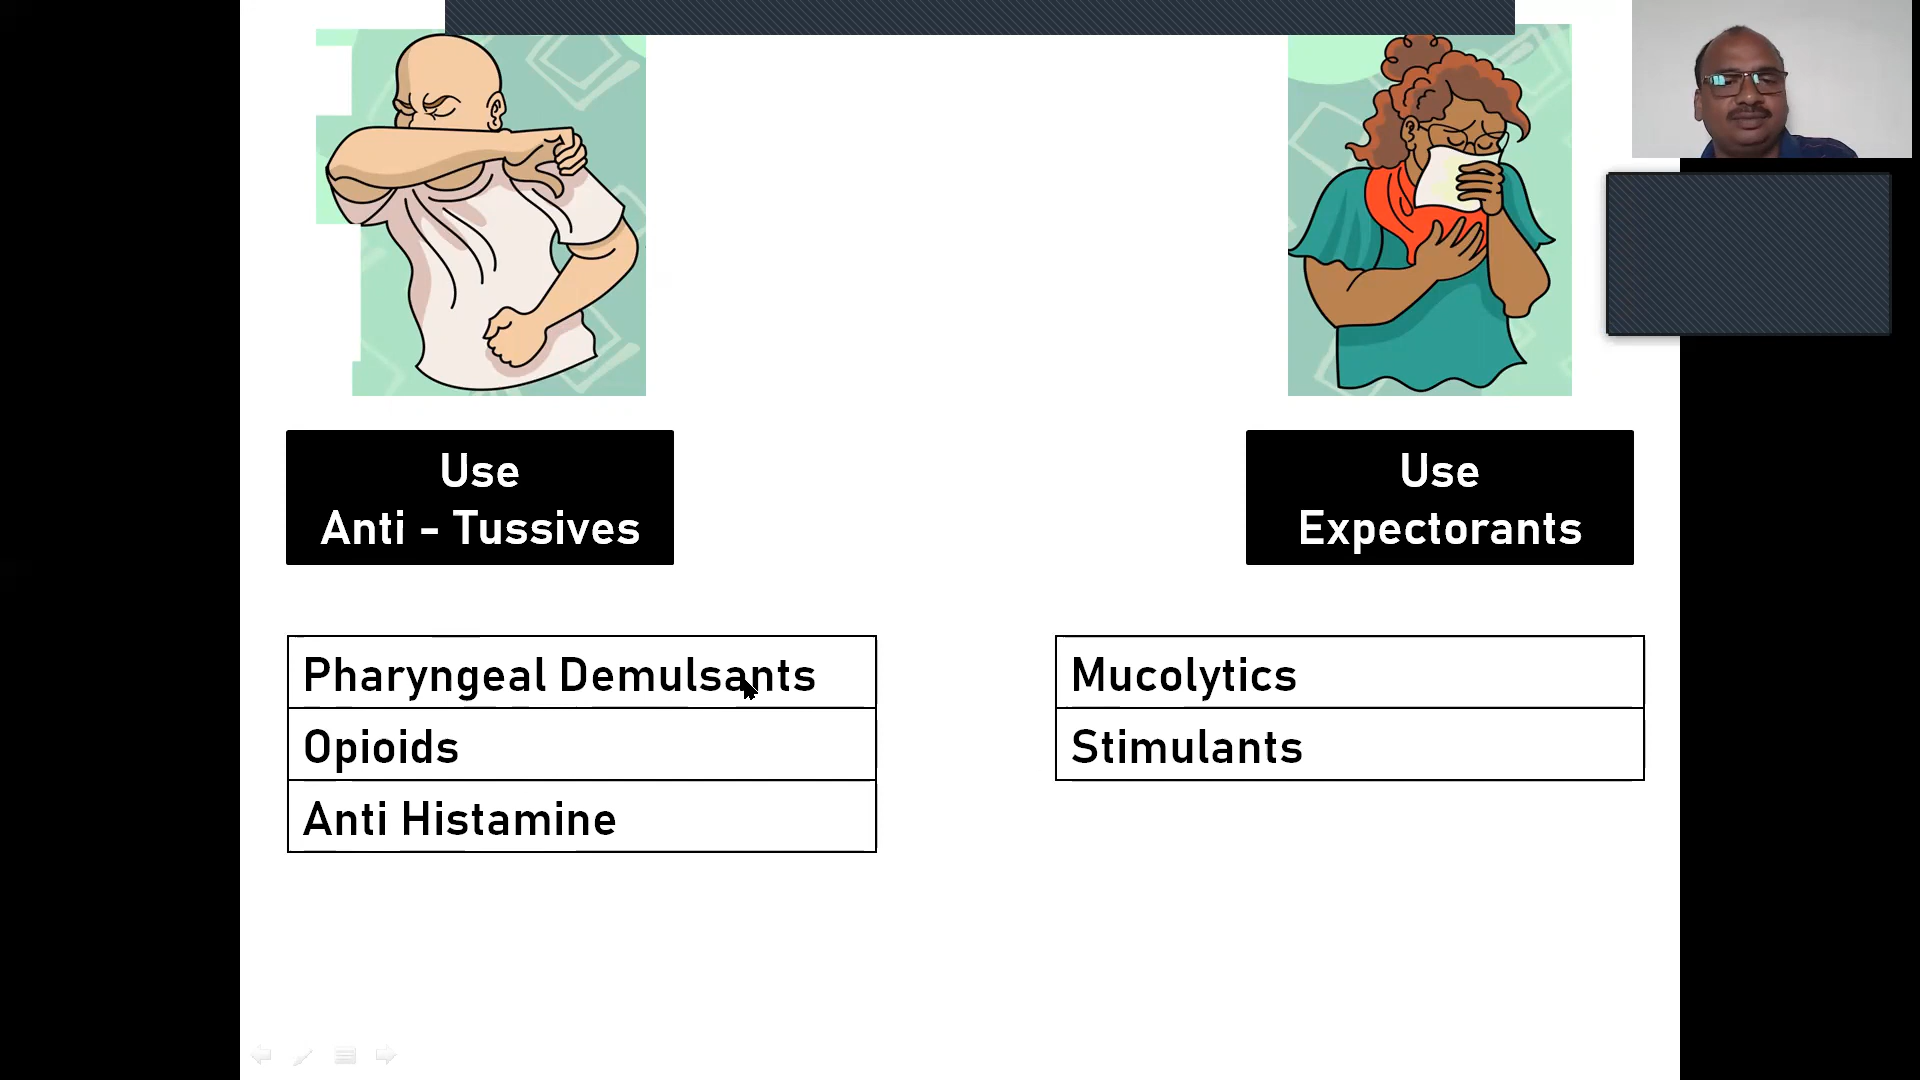 Use
Anti - Tussives
Use
Expectorants
Pharyngeal Demulsants
Opioids
Anti Histamine
Mucolytics
Stimulants